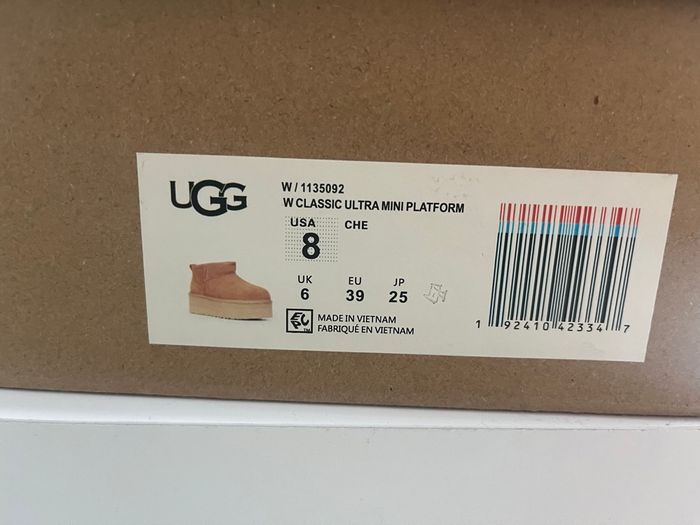 UGG
W / 1135092
W CLASSIC ULTRA MINI PLATFORM
USA CHE
8
UK EU JP
6 39 25
MADE IN VIETNAM
FABRIQUÉ EN VIETNAM
1 92410 42334 7